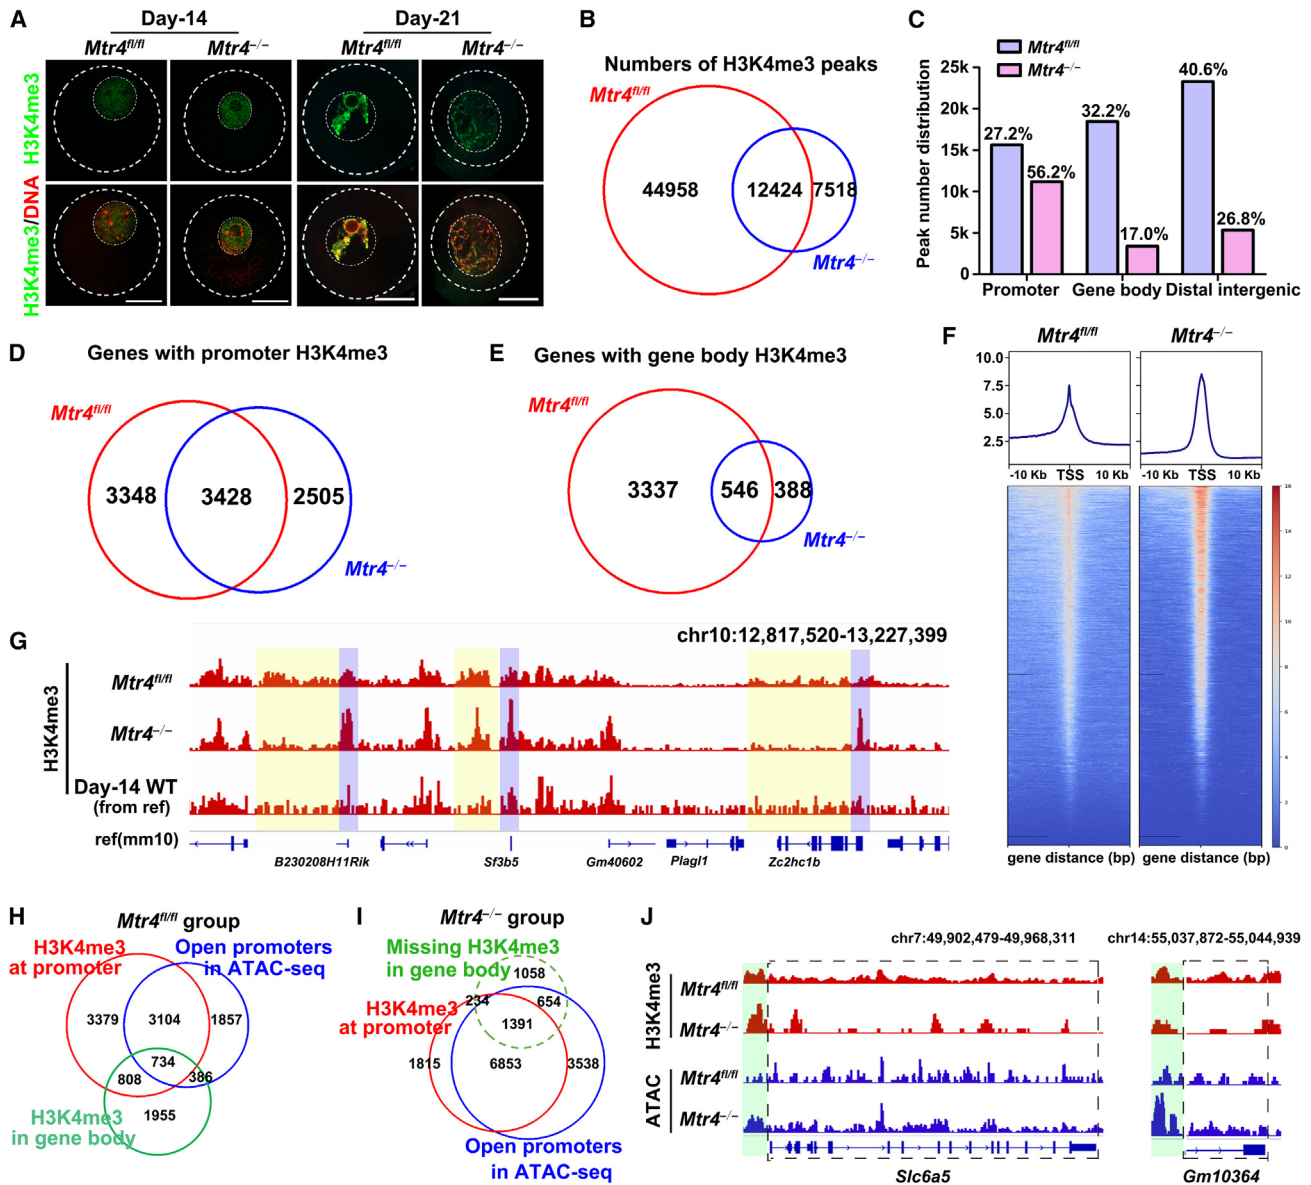 A
Day-14
Day-21
Mtr4fl/fl
Mtr4–/–
Mtr4fl/fl
Mtr4–/–
H3K4me3
H3K4me3/DNA
B
Numbers of H3K4me3 peaks
Mtr4fl/fl
44958
12424
7518
Mtr4–/–
C
Mtr4fl/fl
Mtr4–/–
Peak number distribution
25k
20k
15k
10k
5k
0
27.2%
56.2%
32.2%
17.0%
40.6%
26.8%
Promoter
Gene body
Distal intergenic
D
Genes with promoter H3K4me3
Mtr4fl/fl
3348
3428
2505
Mtr4–/–
E
Genes with gene body H3K4me3
Mtr4fl/fl
3337
546
388
Mtr4–/–
F
Mtr4fl/fl
Mtr4–/–
10.0
7.5
5.0
2.5
-10 Kb
TSS
10 Kb
-10 Kb
TSS
10 Kb
16
14
12
10
8
6
4
2
0
gene distance (bp)
gene distance (bp)
G
chr10:12,817,520-13,227,399
H3K4me3
Mtr4fl/fl
Mtr4–/–
Day-14 WT
(from ref)
ref(mm10)
B230208H11Rik
Sf3b5
Gm40602
Plagl1
Zc2hc1b
H
Mtr4fl/fl group
H3K4me3
at promoter
Open promoters
in ATAC-seq
3379
3104
1857
734
808
386
1955
H3K4me3
in gene body
I
Mtr4–/– group
Missing H3K4me3
in gene body
1058
234
654
H3K4me3
at promoter
1391
1815
6853
3538
Open promoters
in ATAC-seq
J
chr7:49,902,479-49,968,311
chr14:55,037,872-55,044,939
H3K4me3
Mtr4fl/fl
Mtr4–/–
ATAC
Mtr4fl/fl
Mtr4–/–
Slc6a5
Gm10364